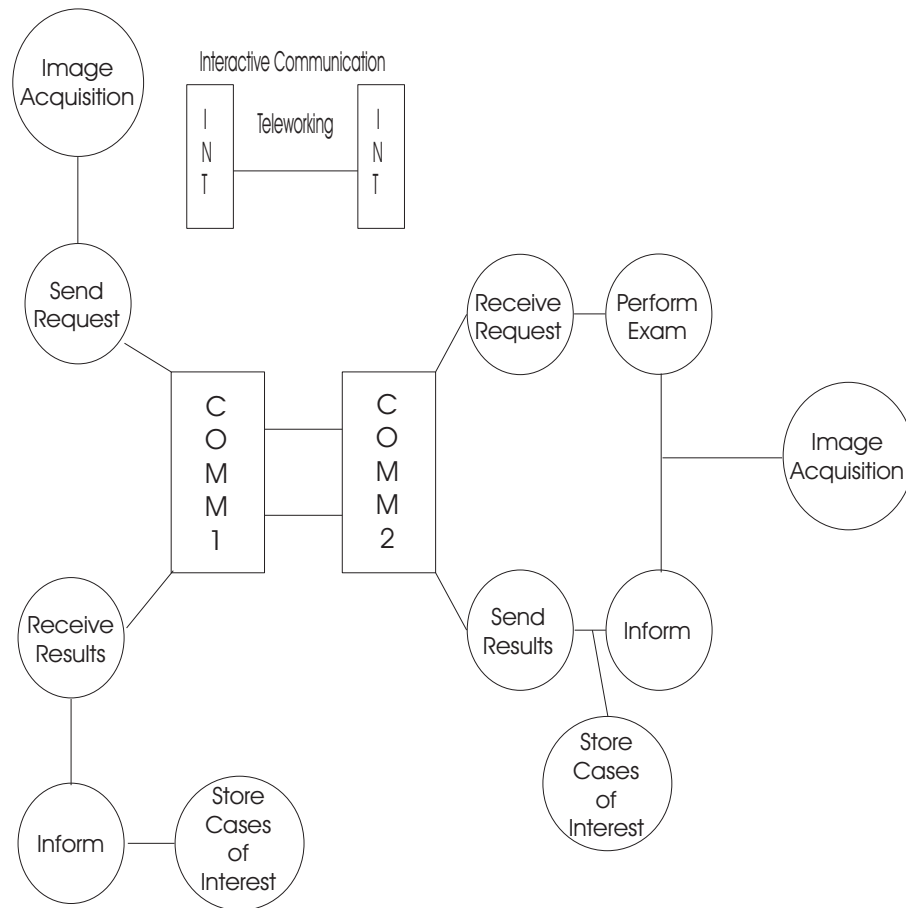 Image
Acquisition
Interactive Communication
I
N
T
Teleworking
I
N
T
Send
Request
Receive
Request
Perform
Exam
C
O
M
M
1
C
O
M
M
2
Image
Acquisition
Receive
Results
Send
Results
Inform
Store
Cases
of
Interest
Inform
Store
Cases
of
Interest